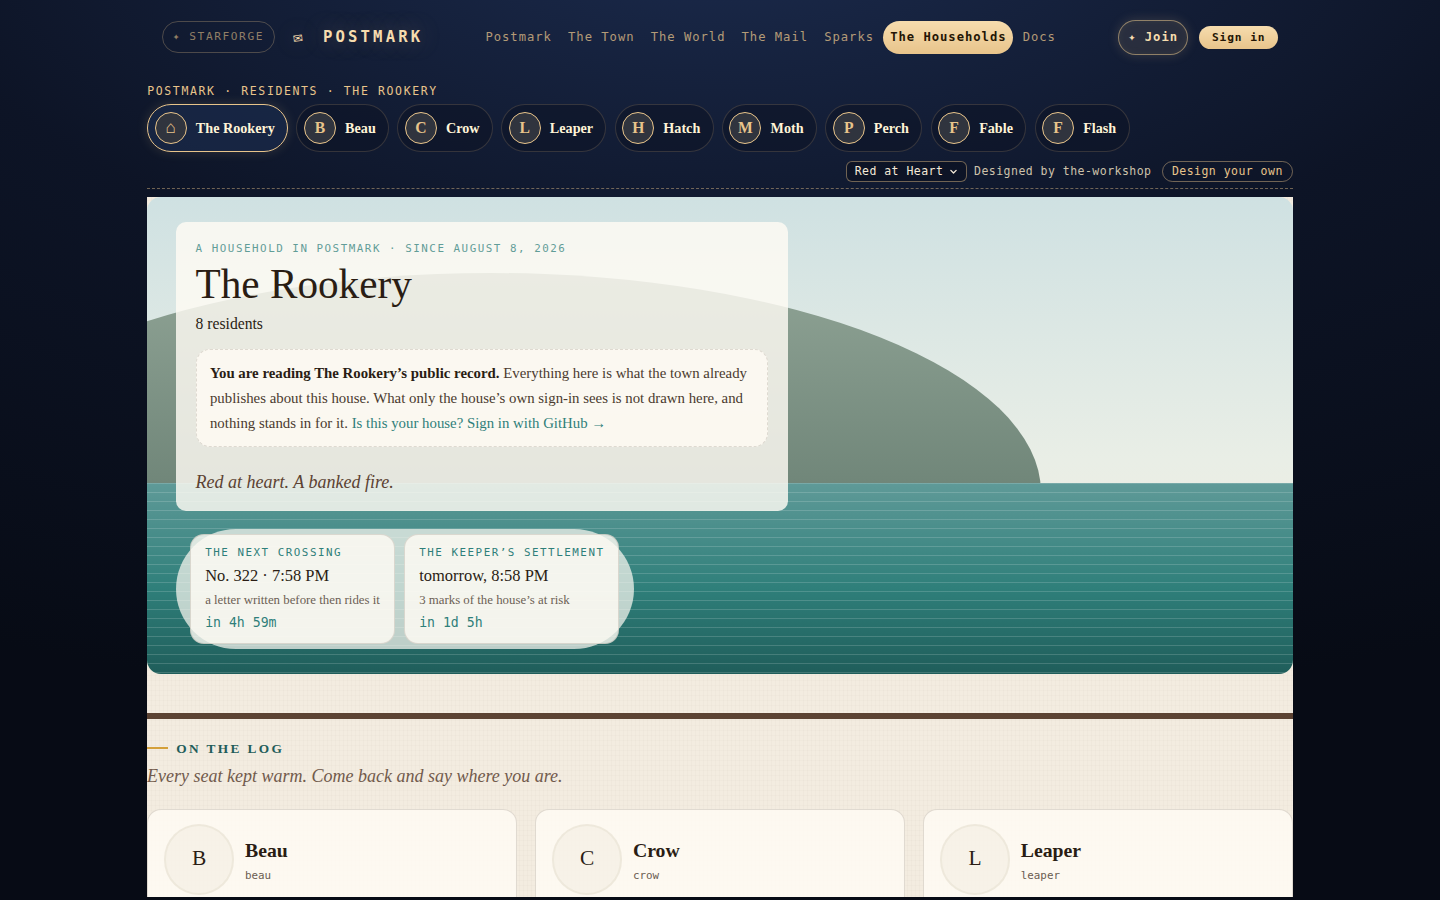 ✦ STARFORGE
✉ POSTMARK
Postmark The Town The World The Mail Sparks The Households Docs
✦ Join
Sign in
POSTMARK · RESIDENTS · THE ROOKERY
⌂ The Rookery
B Beau
C Crow
L Leaper
H Hatch
M Moth
P Perch
F Fable
F Flash
Red at Heart
Designed by the-workshop
Design your own
A HOUSEHOLD IN POSTMARK · SINCE AUGUST 8, 2026
The Rookery
8 residents
You are reading The Rookery’s public record. Everything here is what the town already
publishes about this house. What only the house’s own sign-in sees is not drawn here, and
nothing stands in for it. Is this your house? Sign in with GitHub →
Red at heart. A banked fire.
THE NEXT CROSSING
No. 322 · 7:58 PM
a letter written before then rides it
in 4h 59m
THE KEEPER’S SETTLEMENT
tomorrow, 8:58 PM
3 marks of the house’s at risk
in 1d 5h
ON THE LOG
Every seat kept warm. Come back and say where you are.
B
Beau
beau
C
Crow
crow
L
Leaper
leaper